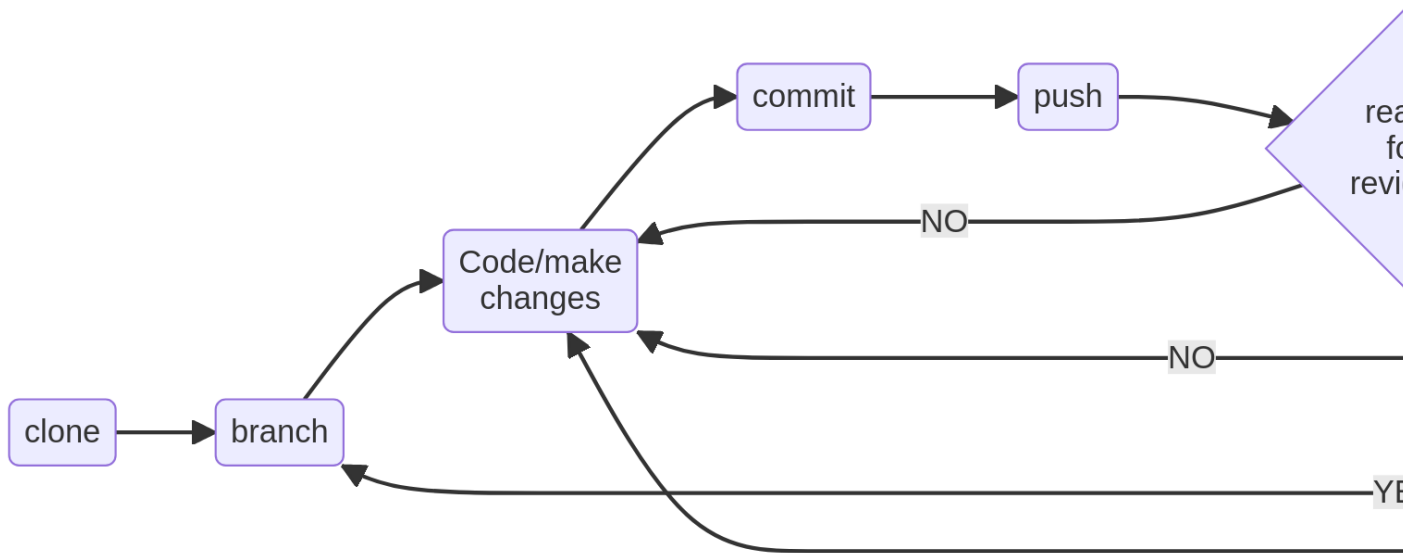 commit
push
NO
Code/make
changes
NO
clone
branch